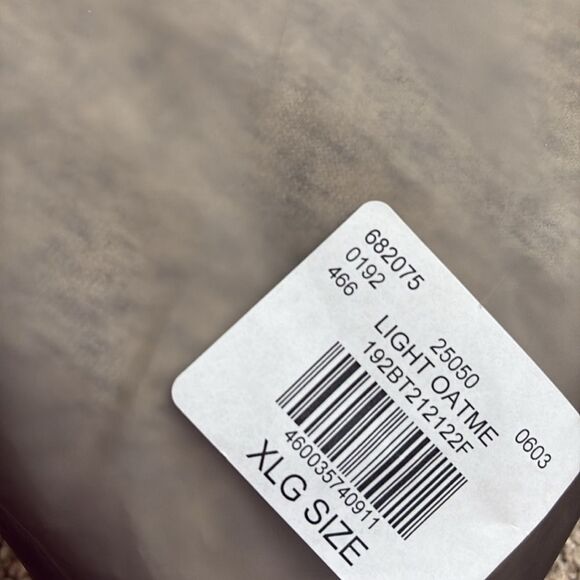 682075
0192
466
25050
LIGHT OATME
192BT212122F
0603
460035740911
XLG SIZE